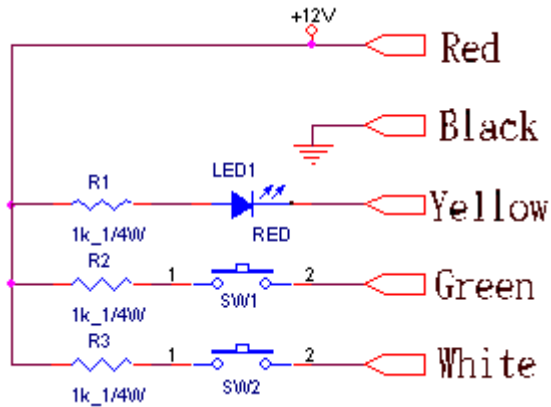 +12V
Red
Black
R1
LED1
1k_1/4W
RED
Yellow
R2
1
2
1k_1/4W
SW1
Green
R3
1
2
1k_1/4W
SW2
White